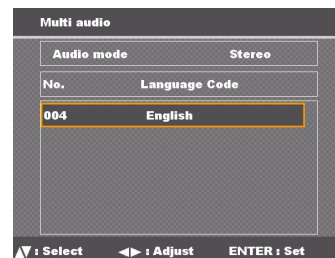 Multi audio
Audio mode Stereo
No. Language Code
004 English
▲▼ : Select ◀▶ : Adjust ENTER : Set